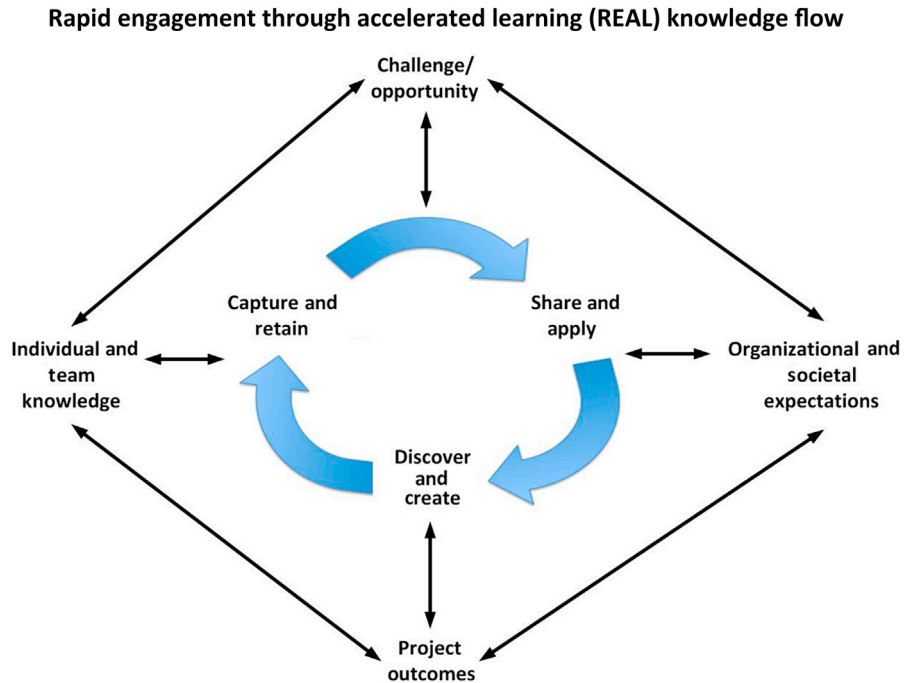 Rapid engagement through accelerated learning (REAL) knowledge flow
Challenge/
opportunity
Capture and
retain
Share and
apply
Individual and
team
knowledge
Organizational and
societal
expectations
Discover
and
create
Project
outcomes